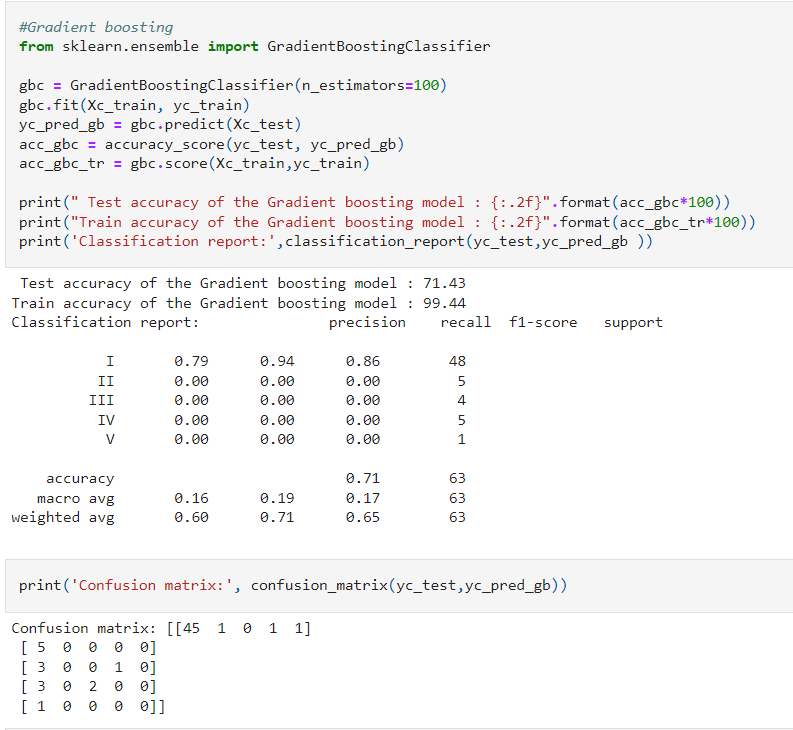 #Gradient boosting
from sklearn.ensemble import GradientBoostingClassifier
gbc = GradientBoostingClassifier(n_estimators=100)
gbc.fit(Xc_train, yc_train)
yc_pred_gb = gbc.predict(Xc_test)
acc_gbc = accuracy_score(yc_test, yc_pred_gb)
acc_gbc_tr = gbc.score(Xc_train,yc_train)
print(" Test accuracy of the Gradient boosting model : {:.2f}".format(acc_gbc*100))
print("Train accuracy of the Gradient boosting model : {:.2f}".format(acc_gbc_tr*100))
print('Classification report:',classification_report(yc_test,yc_pred_gb ))
Test accuracy of the Gradient boosting model : 71.43
Train accuracy of the Gradient boosting model : 99.44
Classification report: precision recall f1-score support
I 0.79 0.94 0.86 48
II 0.00 0.00 0.00 5
III 0.00 0.00 0.00 4
IV 0.00 0.00 0.00 5
V 0.00 0.00 0.00 1
accuracy 0.71 63
macro avg 0.16 0.19 0.17 63
weighted avg 0.60 0.71 0.65 63
print('Confusion matrix:', confusion_matrix(yc_test,yc_pred_gb))
Confusion matrix: [[45 1 0 1 1]
[ 5 0 0 0 0]
[ 3 0 0 1 0]
[ 3 0 2 0 0]
[ 1 0 0 0 0]]